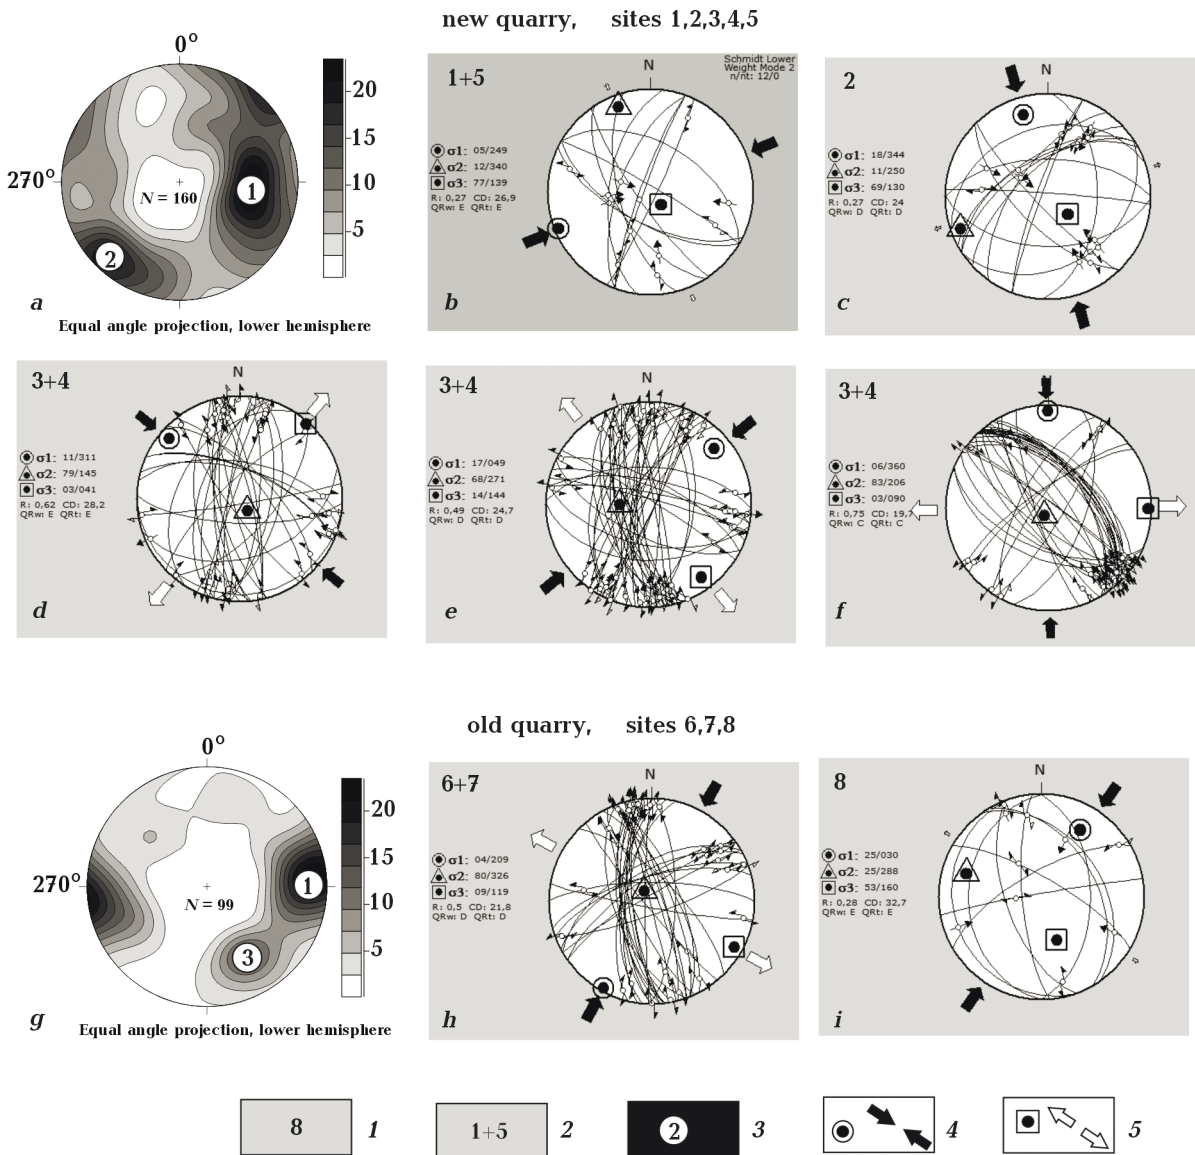 new quarry, sites 1,2,3,4,5
0°
270°
N = 160
1
2
20
15
10
5
a
Equal angle projection, lower hemisphere
1+5
N
Schmidt Lower
Weight Mode 2
n/nt: 12/0
σ1: 05/249
σ2: 12/340
σ3: 77/139
R: 0,27 CD: 26,9
QRw: E QRt: E
b
2
N
σ1: 18/344
σ2: 11/250
σ3: 69/130
R: 0,27 CD: 24
QRw: D QRt: D
c
3+4
N
σ1: 11/311
σ2: 79/145
σ3: 03/041
R: 0,62 CD: 28,2
QRw: E QRt: E
d
3+4
N
σ1: 17/049
σ2: 68/271
σ3: 14/144
R: 0,49 CD: 24,7
QRw: D QRt: D
e
3+4
N
σ1: 06/360
σ2: 83/206
σ3: 03/090
R: 0,75 CD: 19,7
QRw: C QRt: C
f
old quarry, sites 6,7,8
0°
270°
N = 99
1
3
20
15
10
5
g
Equal angle projection, lower hemisphere
6+7
N
σ1: 04/209
σ2: 80/326
σ3: 09/119
R: 0,5 CD: 21,8
QRw: D QRt: D
h
8
N
σ1: 25/030
σ2: 25/288
σ3: 53/160
R: 0,28 CD: 32,7
QRw: E QRt: E
i
8 1
1+5 2
2 3
4
5